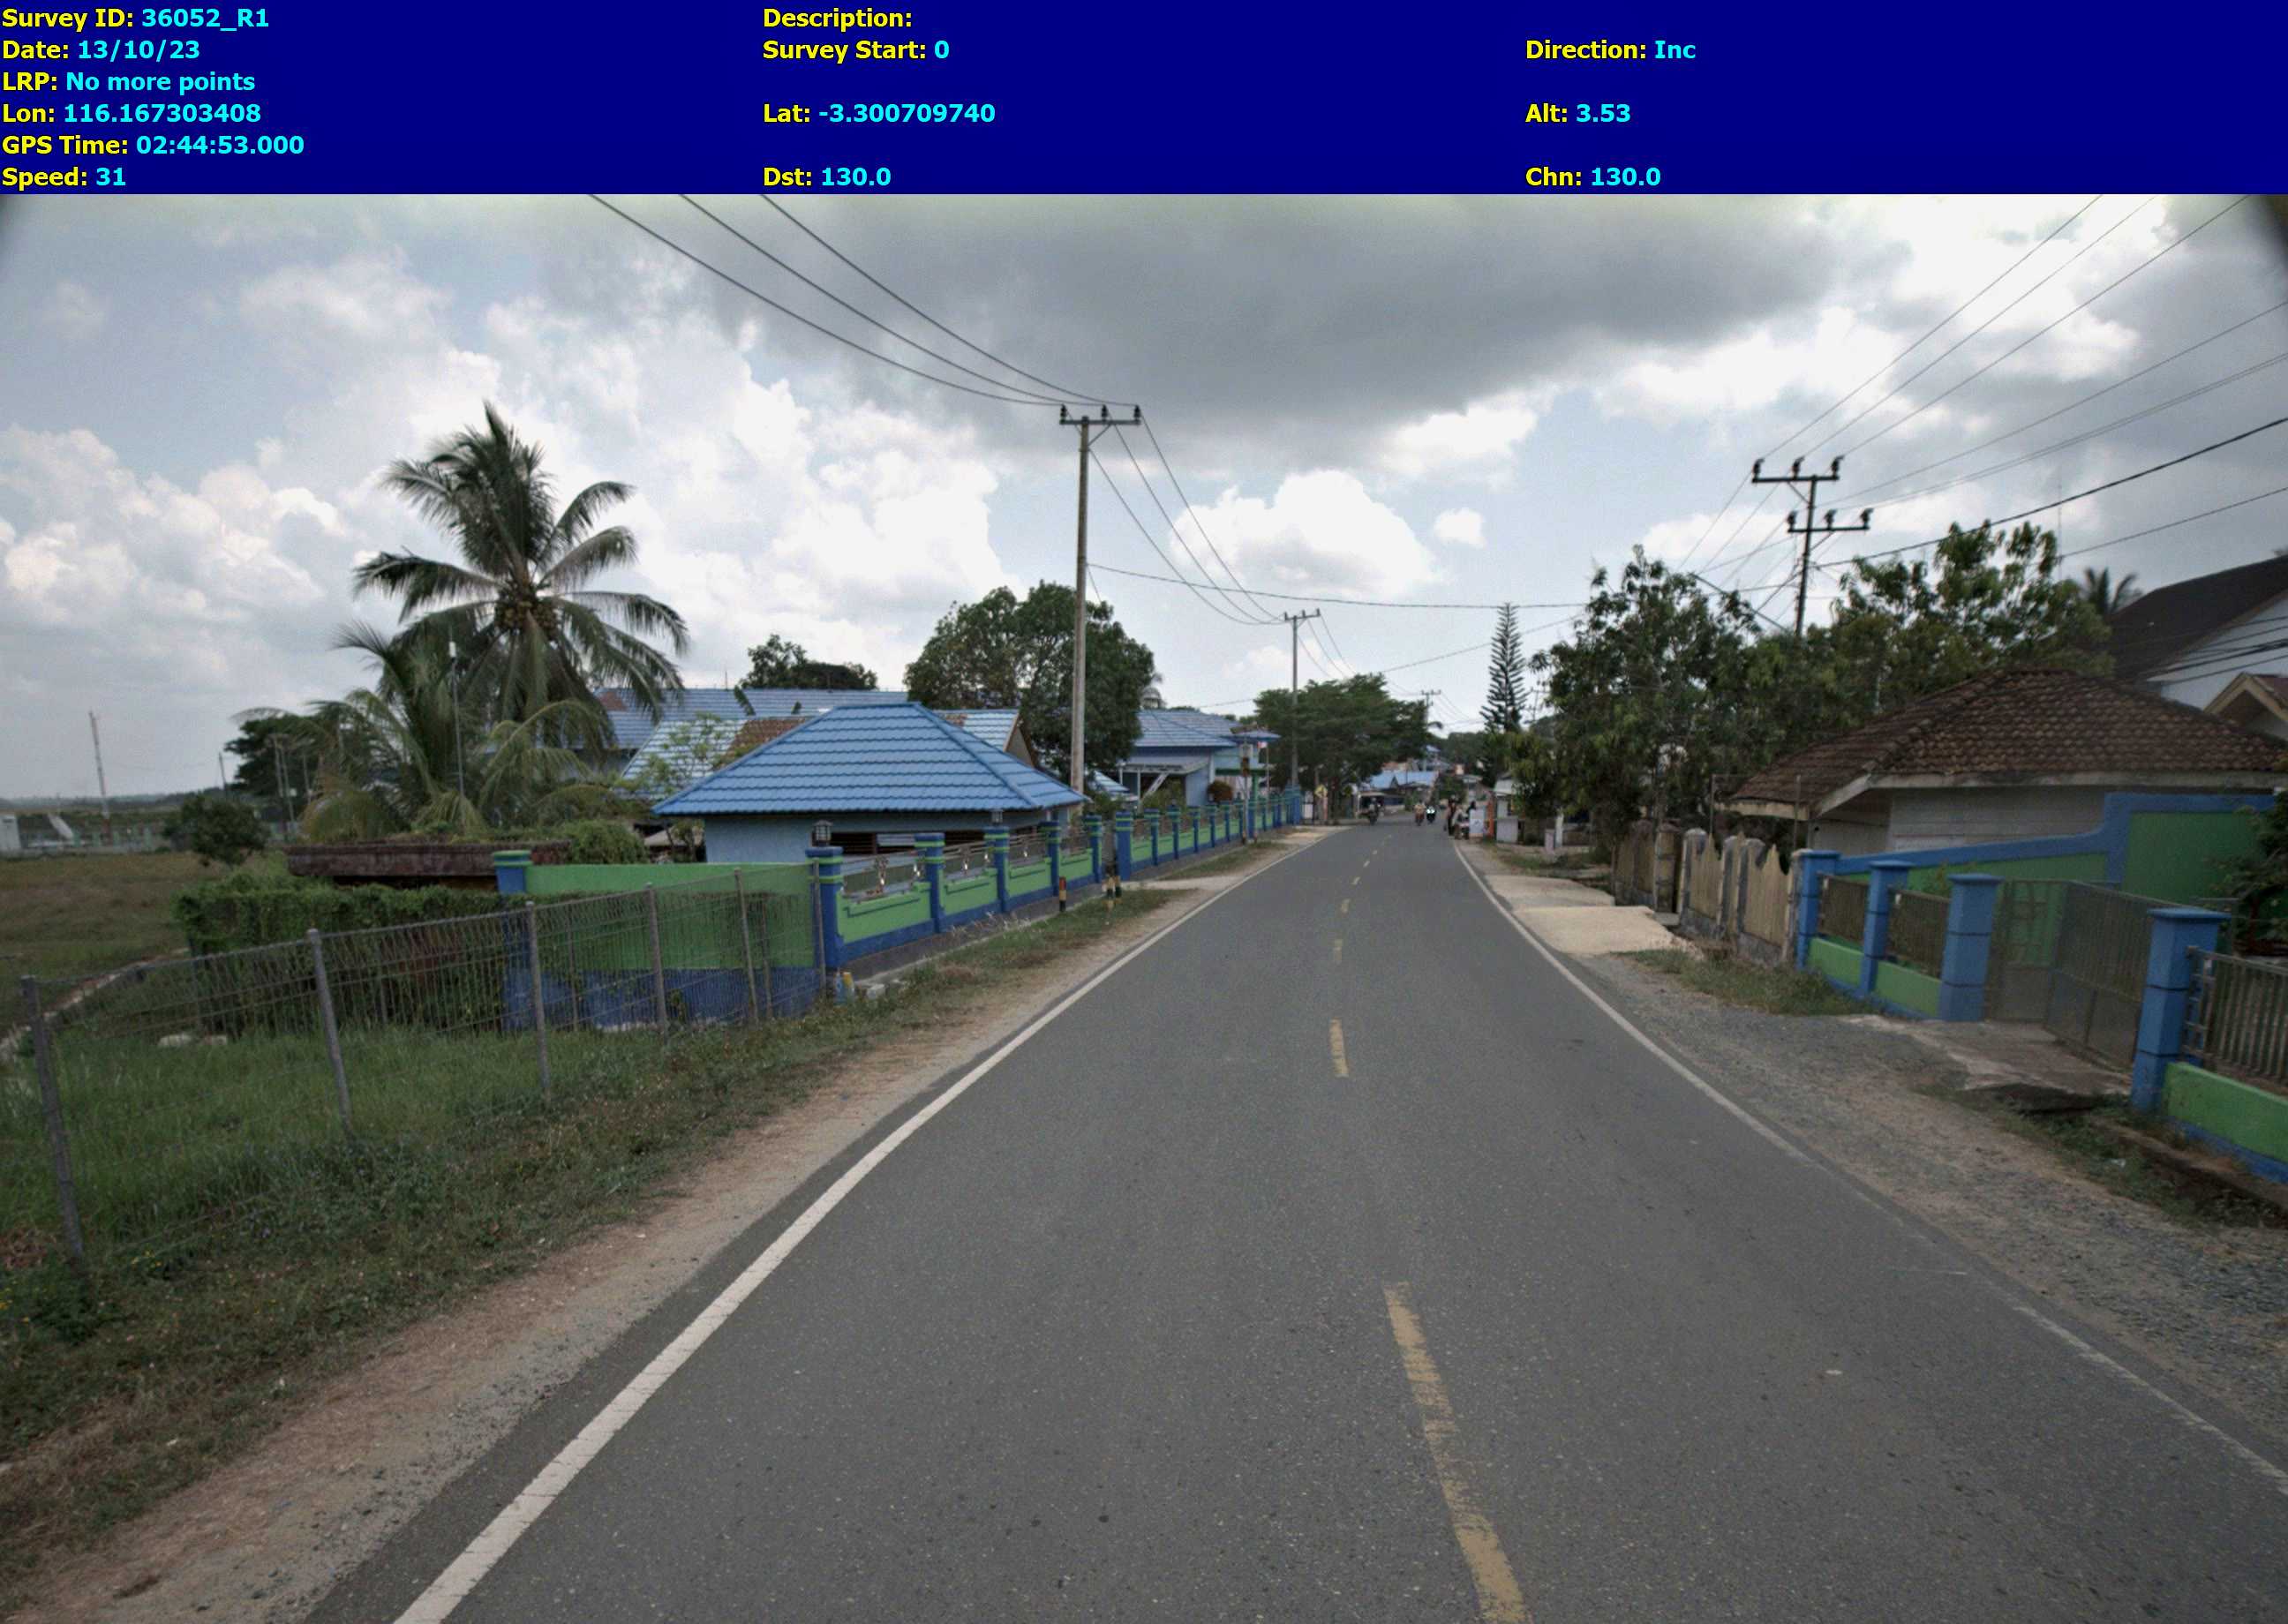 Survey ID: 36052_R1
Description:
Date: 13/10/23
Survey Start: 0
Direction: Inc
LRP: No more points
Lon: 116.167303408
Lat: -3.300709740
Alt: 3.53
GPS Time: 02:44:53.000
Speed: 31
Dst: 130.0
Chn: 130.0